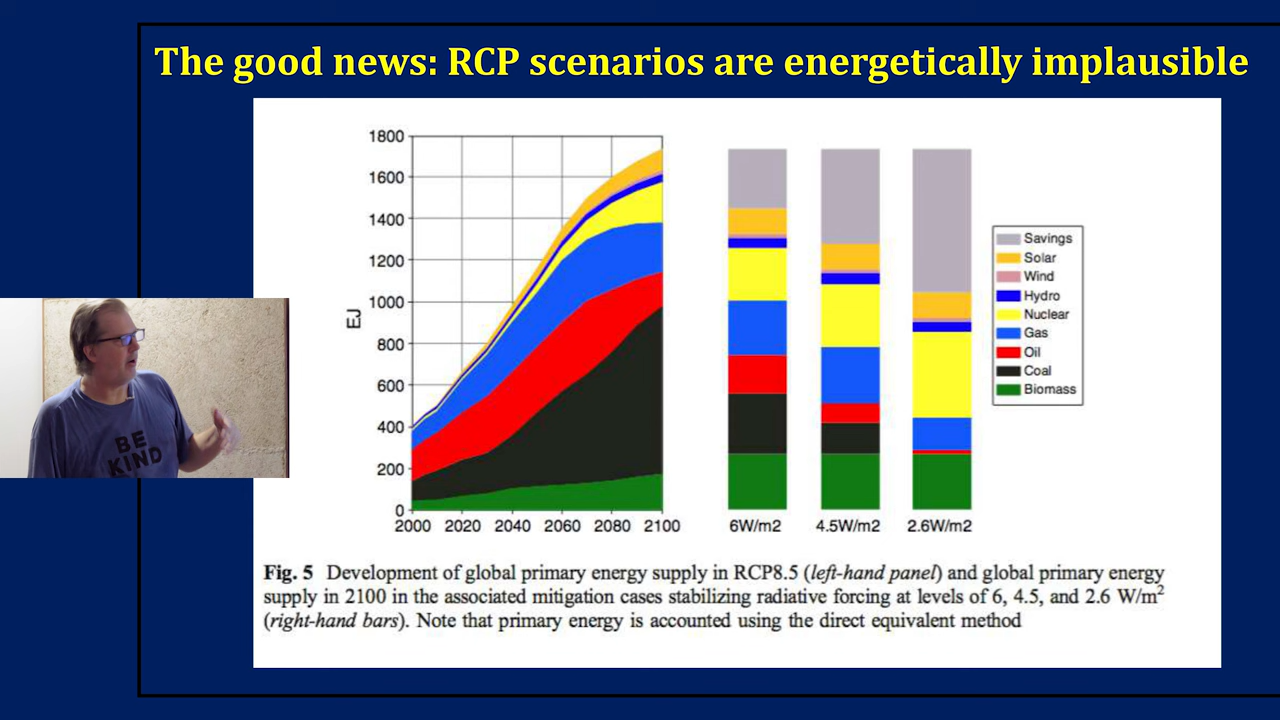 The good news: RCP scenarios are energetically implausible
1800
1600
1400
1200
1000
800
600
400
200
0
EJ
2000 2020 2040 2060 2080 2100
6W/m2 4.5W/m2 2.6W/m2
Savings
Solar
Wind
Hydro
Nuclear
Gas
Oil
Coal
Biomass
BE
KIND
Fig. 5 Development of global primary energy supply in RCP8.5 (left-hand panel) and global primary energy
supply in 2100 in the associated mitigation cases stabilizing radiative forcing at levels of 6, 4.5, and 2.6 W/m²
(right-hand bars). Note that primary energy is accounted using the direct equivalent method